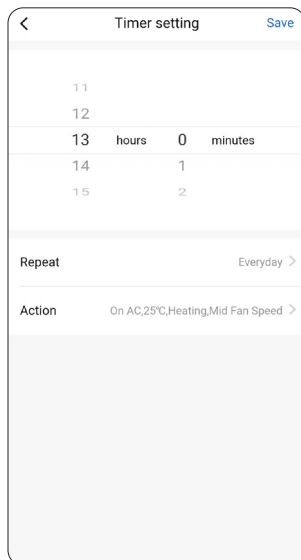 Timer setting Save
11
12
13 hours 0 minutes
14 1
15 2
Repeat Everyday
Action On AC,25℃,Heating,Mid Fan Speed